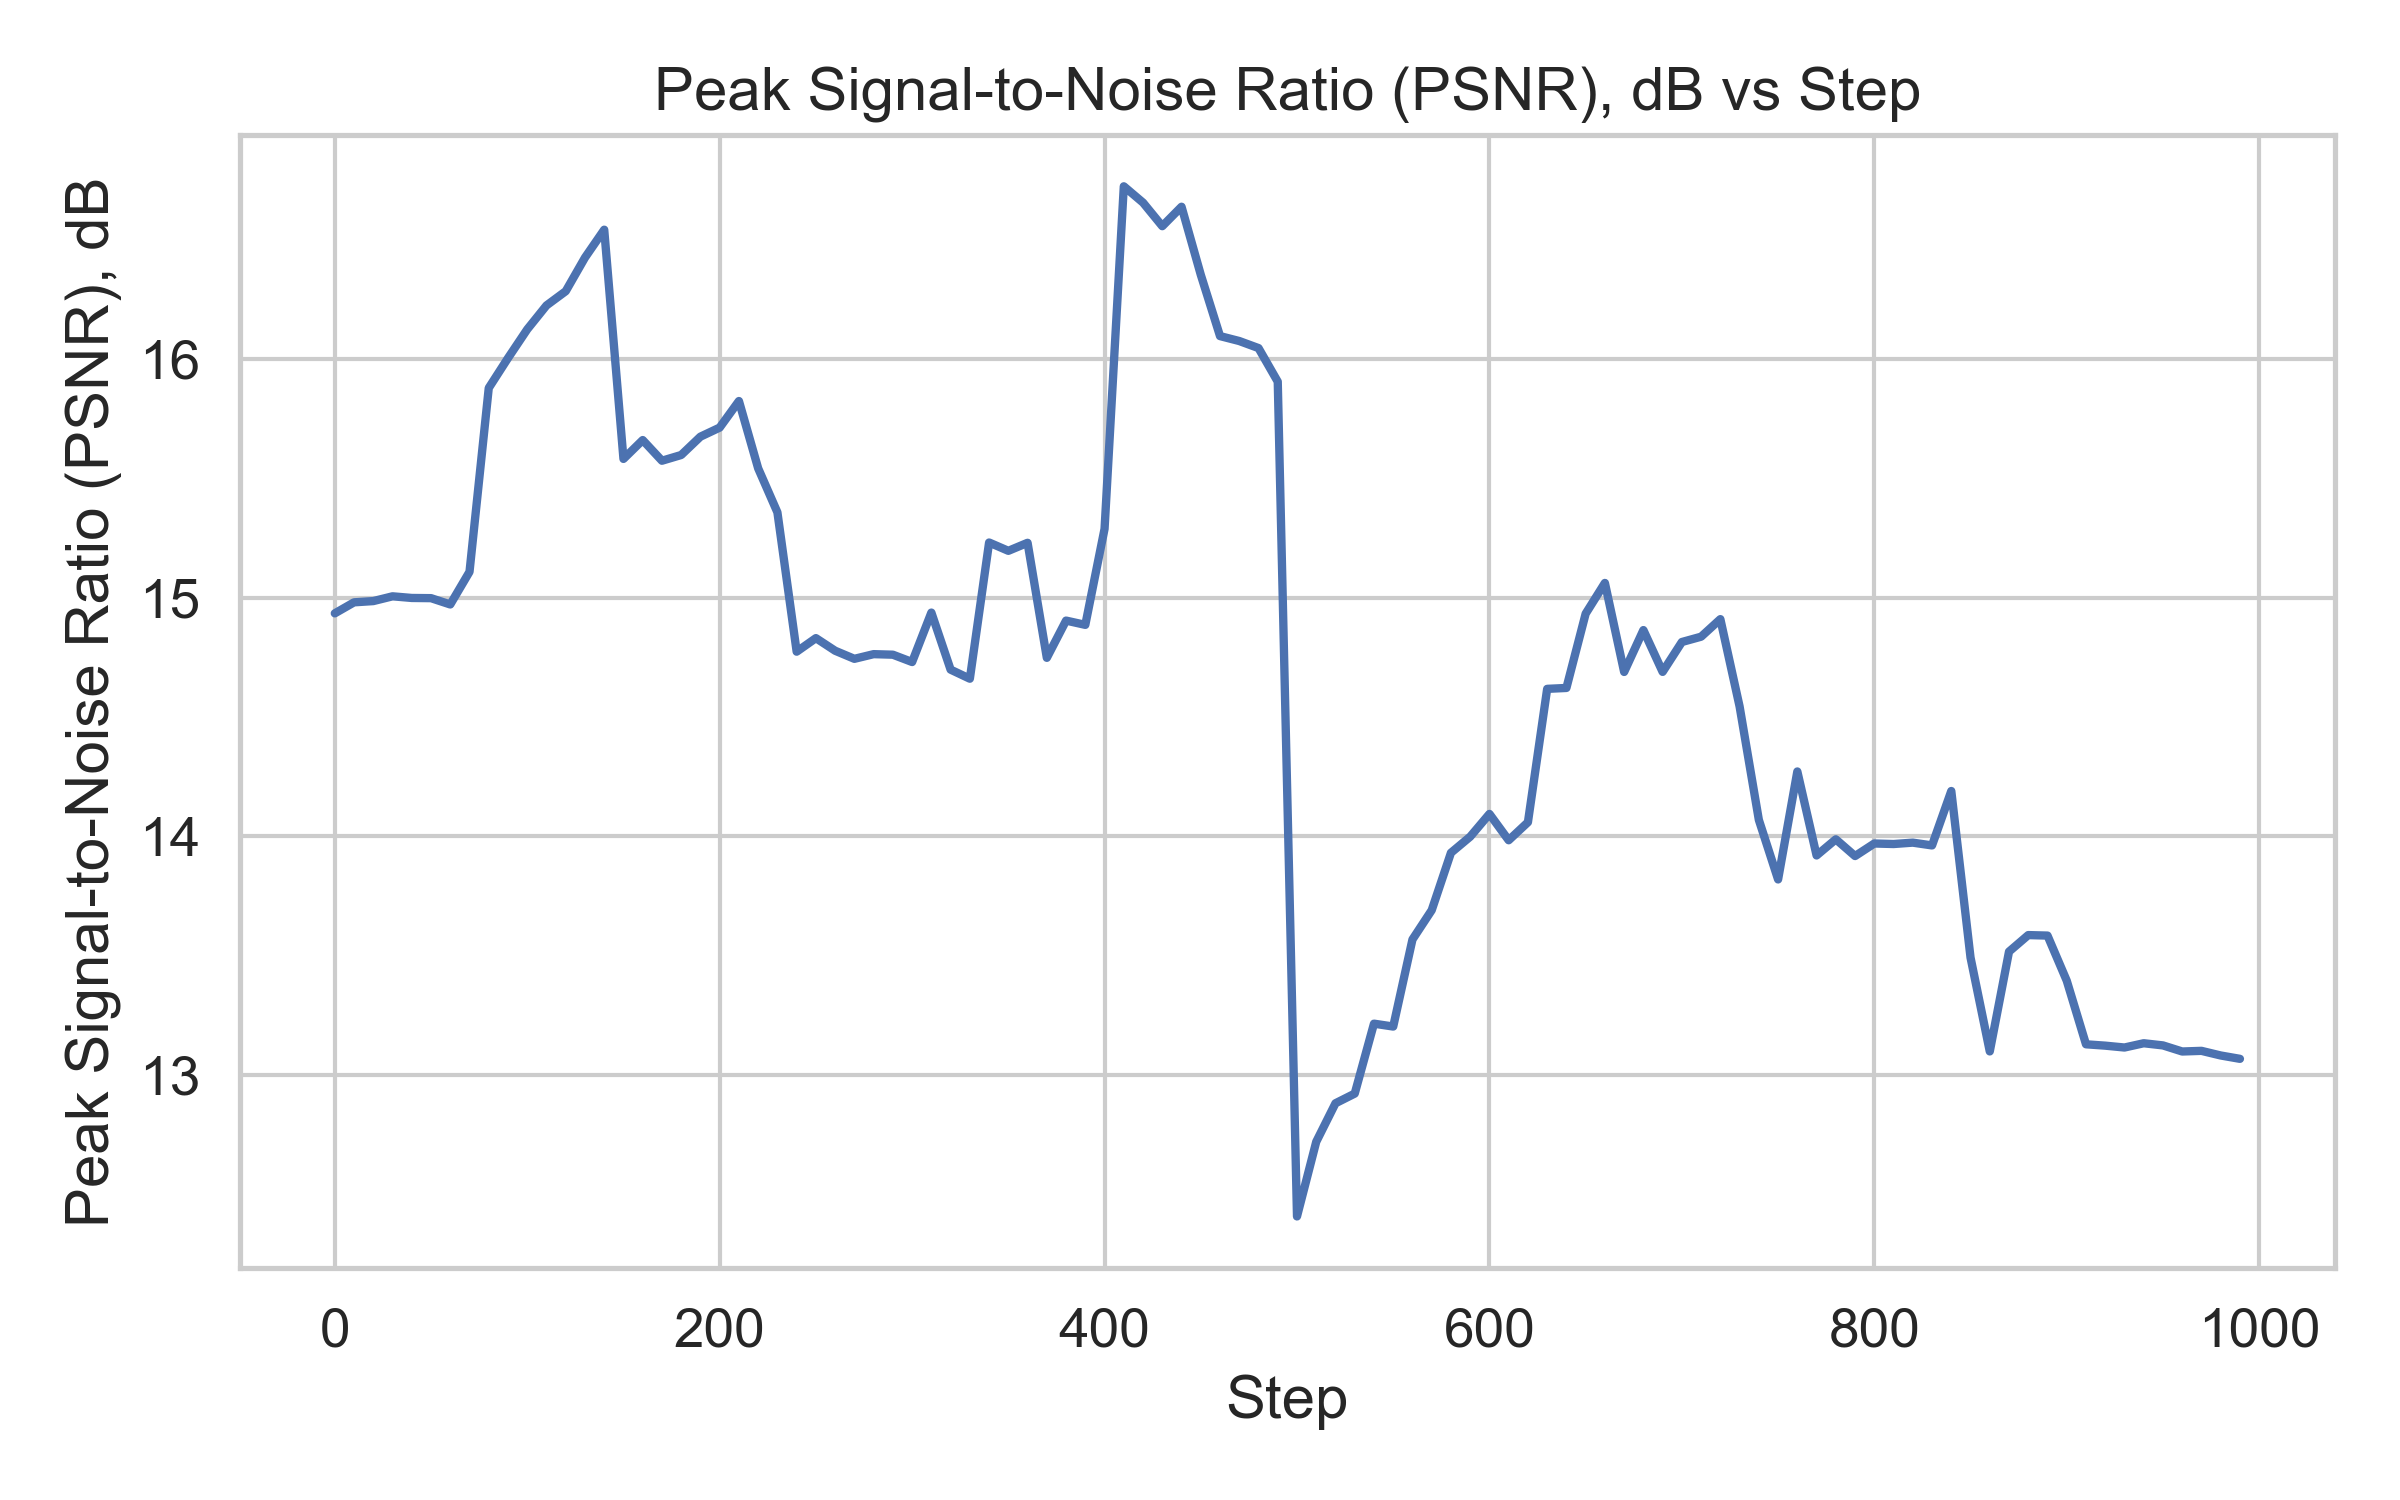 Peak Signal-to-Noise Ratio (PSNR), dB vs Step
Peak Signal-to-Noise Ratio (PSNR), dB
16
15
14
13
0 200 400 600 800 1000
Step